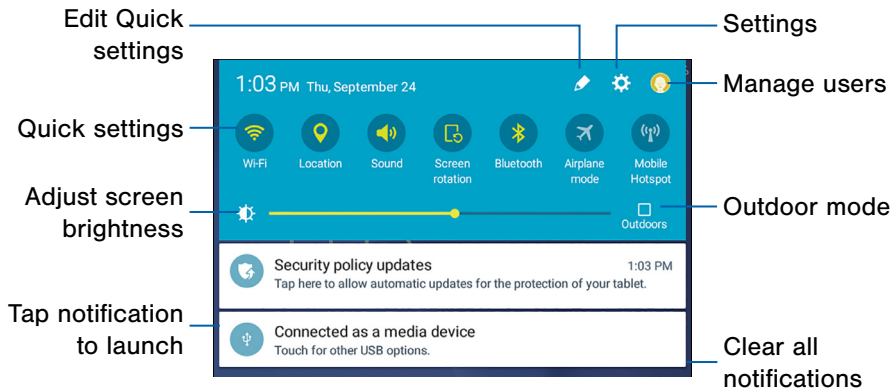 Edit Quick
settings
Settings
1:03 PM Thu, September 24
Manage users
Quick settings
Wi-Fi
Location
Sound
Screen
rotation
Bluetooth
Airplane
mode
Mobile
Hotspot
Adjust screen
brightness
Outdoors
Outdoor mode
Security policy updates
1:03 PM
Tap here to allow automatic updates for the protection of your tablet.
Tap notification
to launch
Connected as a media device
Touch for other USB options.
Clear all
notifications